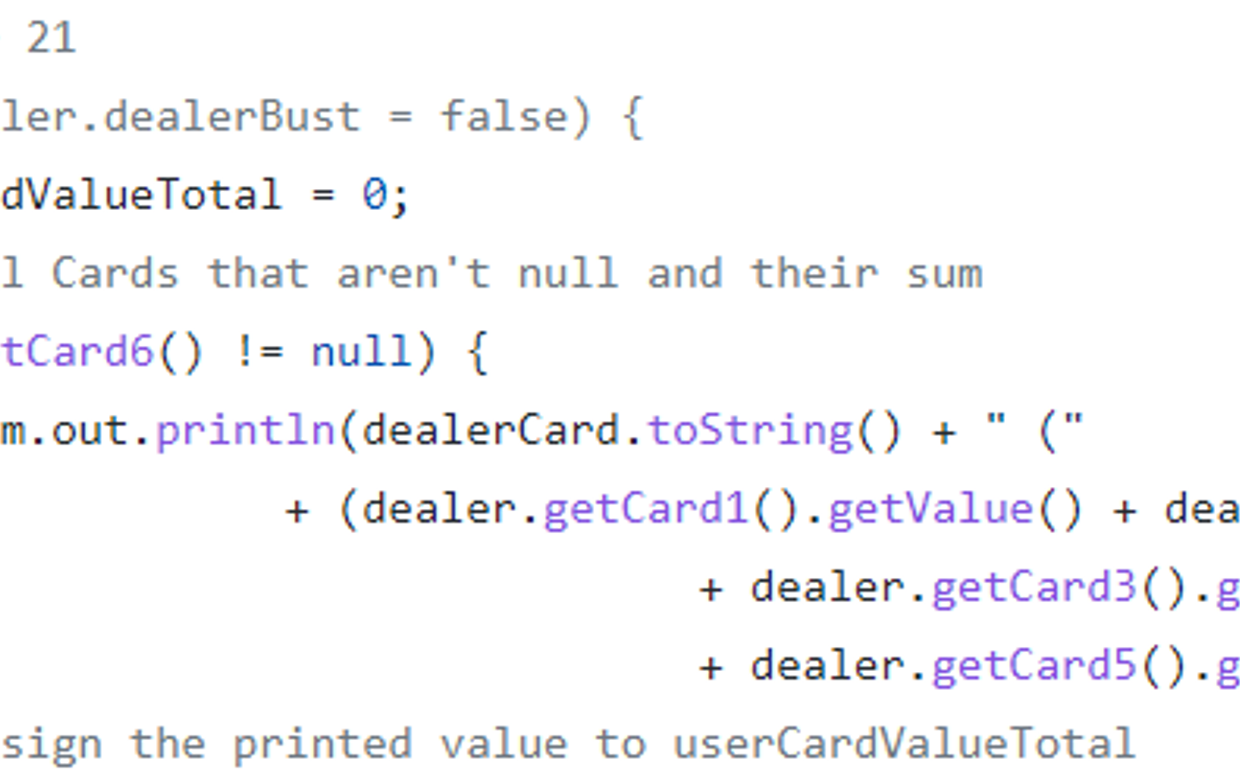 21
ler.dealerBust = false) {
dValueTotal = 0;
l Cards that aren't null and their sum
tCard6() != null) {
m.out.println(dealerCard.toString() + " ("
+ (dealer.getCard1().getValue() + dea
+ dealer.getCard3().g
+ dealer.getCard5().g
sign the printed value to userCardValueTotal